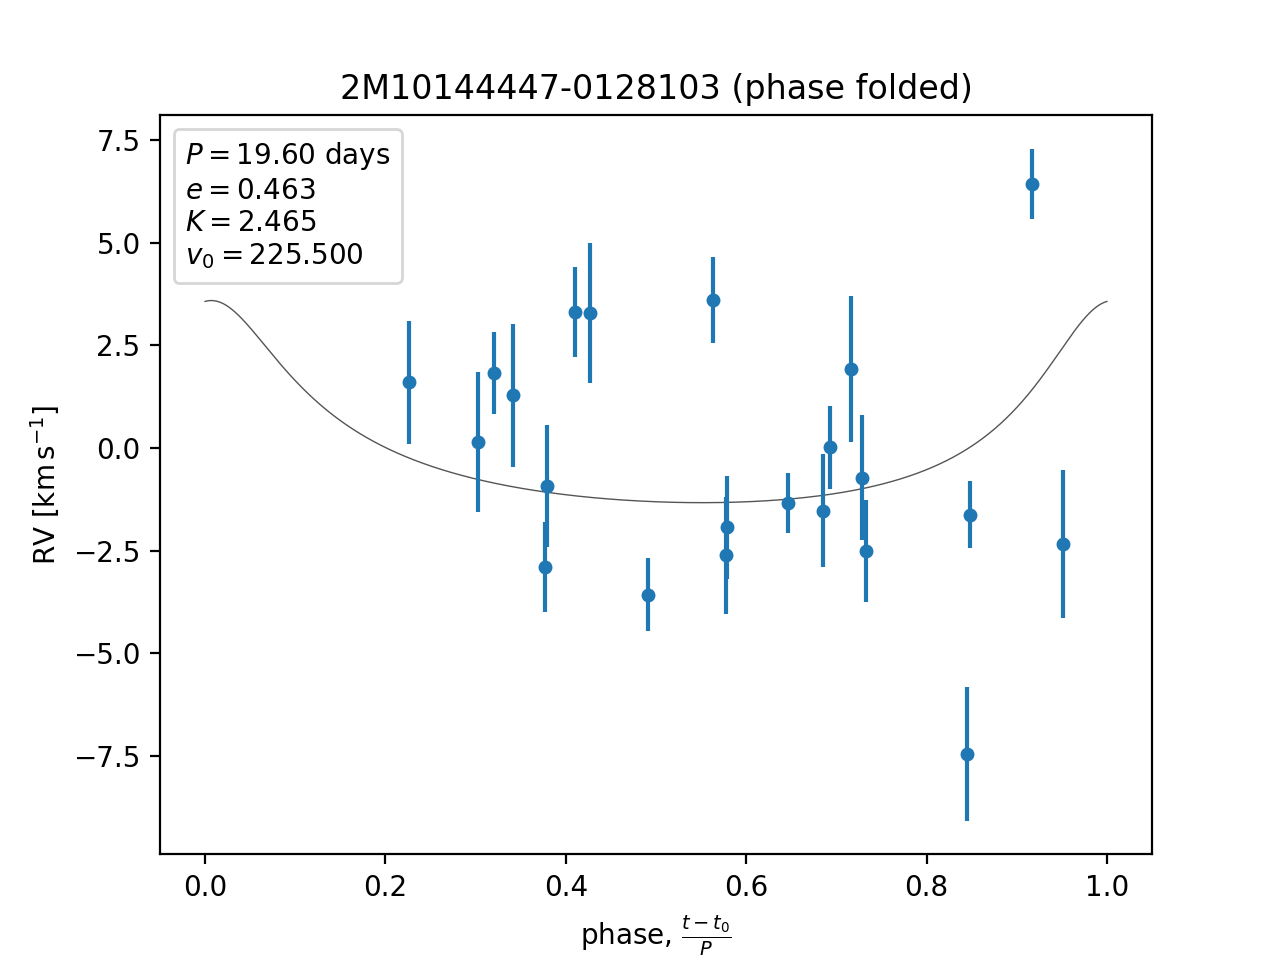 2M10144447-0128103 (phase folded)
P = 19.60 days
e = 0.463
K = 2.465
v₀ = 225.500
7.5
5.0
2.5
0.0
−2.5
−5.0
−7.5
RV [km s⁻¹]
0.0 0.2 0.4 0.6 0.8 1.0
phase, (t − t₀)/P